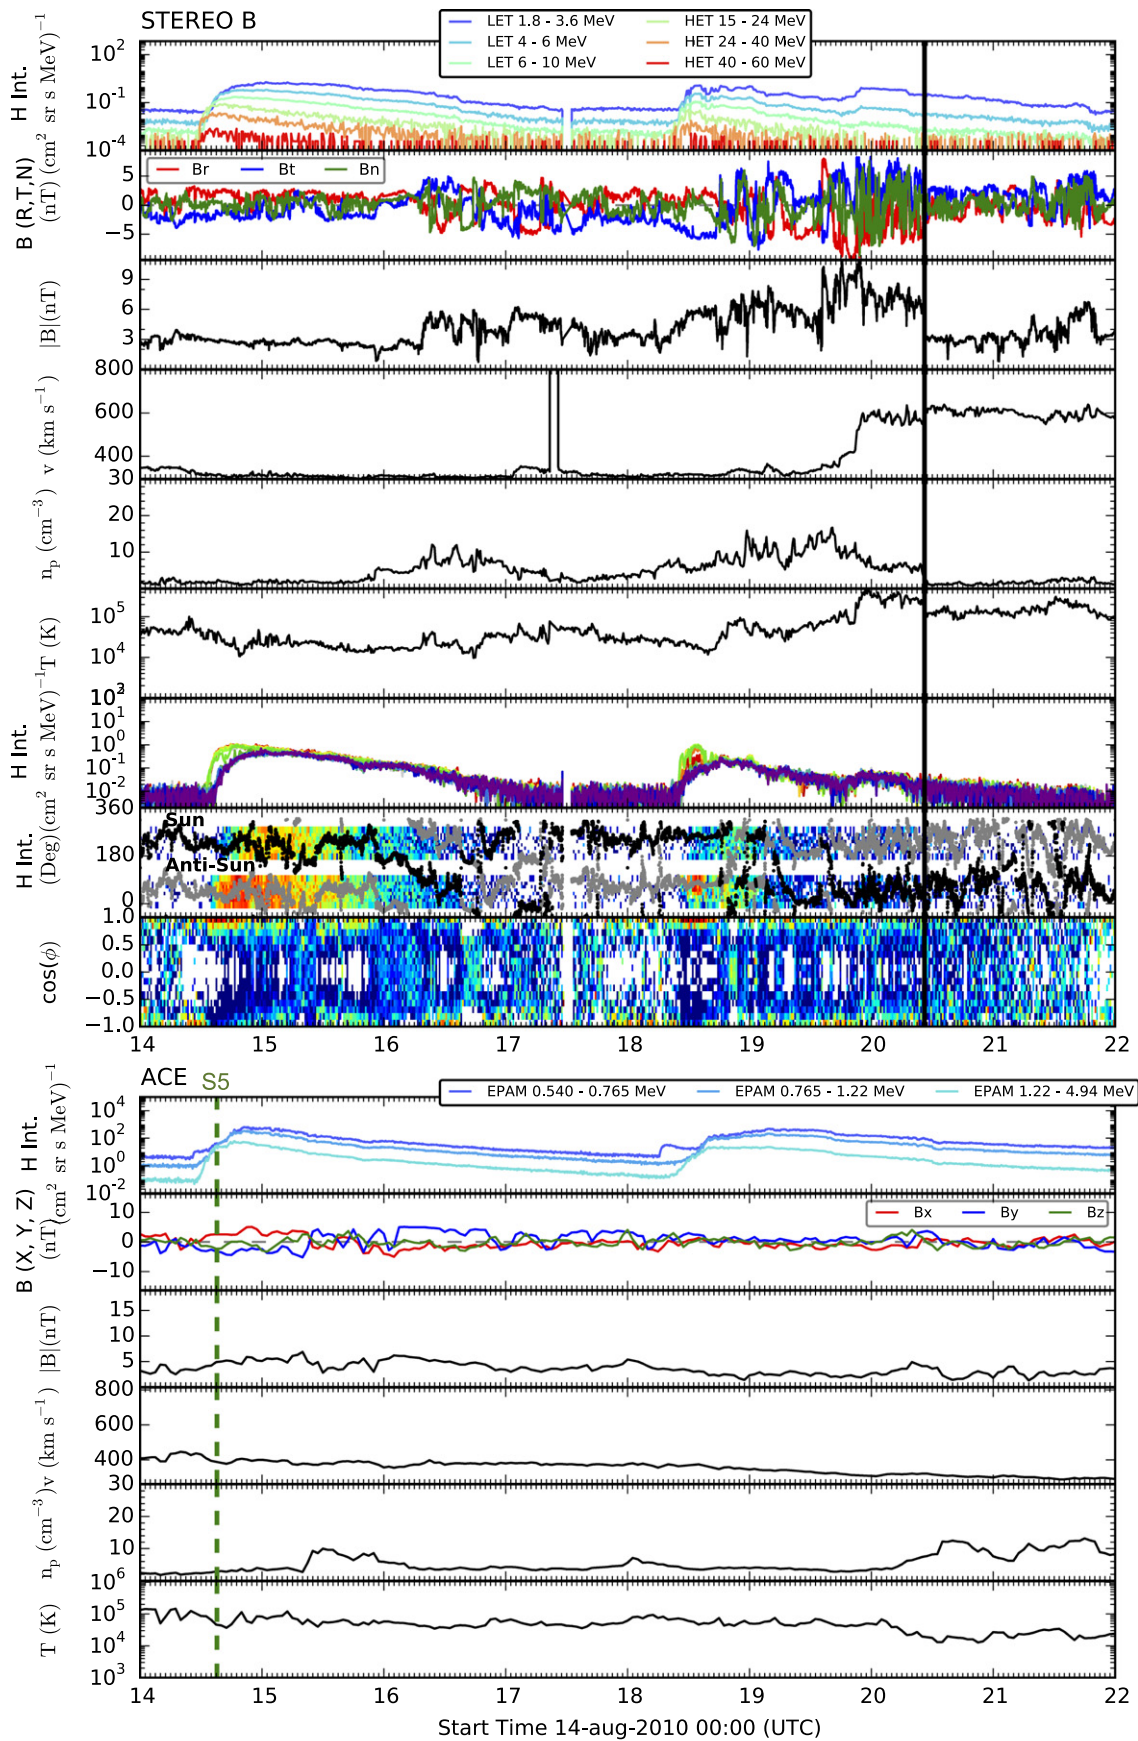 STEREO B
LET 1.8 - 3.6 MeV
HET 15 - 24 MeV
LET 4 - 6 MeV
HET 24 - 40 MeV
LET 6 - 10 MeV
HET 40 - 60 MeV
H Int.
(cm² sr s MeV)⁻¹
10²
10⁻¹
10⁻⁴
Br
Bt
Bn
B (R,T,N)
(nT)
5
0
−5
|B|(nT)
9
6
3
v (km s⁻¹)
800
600
400
nₚ (cm⁻³)
30
20
10
T (K)
10⁵
10⁴
10³
H Int.
(cm² sr s MeV)⁻¹
10²
10¹
10⁰
10⁻¹
10⁻²
H Int.
(Deg)
360
180
0
Sun
Anti-Sun
cos(ϕ)
1.0
0.5
0.0
−0.5
−1.0
14 15 16 17 18 19 20 21 22
ACE S5
EPAM 0.540 - 0.765 MeV
EPAM 0.765 - 1.22 MeV
EPAM 1.22 - 4.94 MeV
H Int.
(cm² sr s MeV)⁻¹
10⁴
10²
10⁰
10⁻²
B (X, Y, Z)
(nT)
Bx
By
Bz
10
0
−10
|B|(nT)
15
10
5
v (km s⁻¹)
800
600
400
nₚ (cm⁻³)
30
20
10
T (K)
10⁶
10⁵
10⁴
10³
14 15 16 17 18 19 20 21 22
Start Time 14-aug-2010 00:00 (UTC)